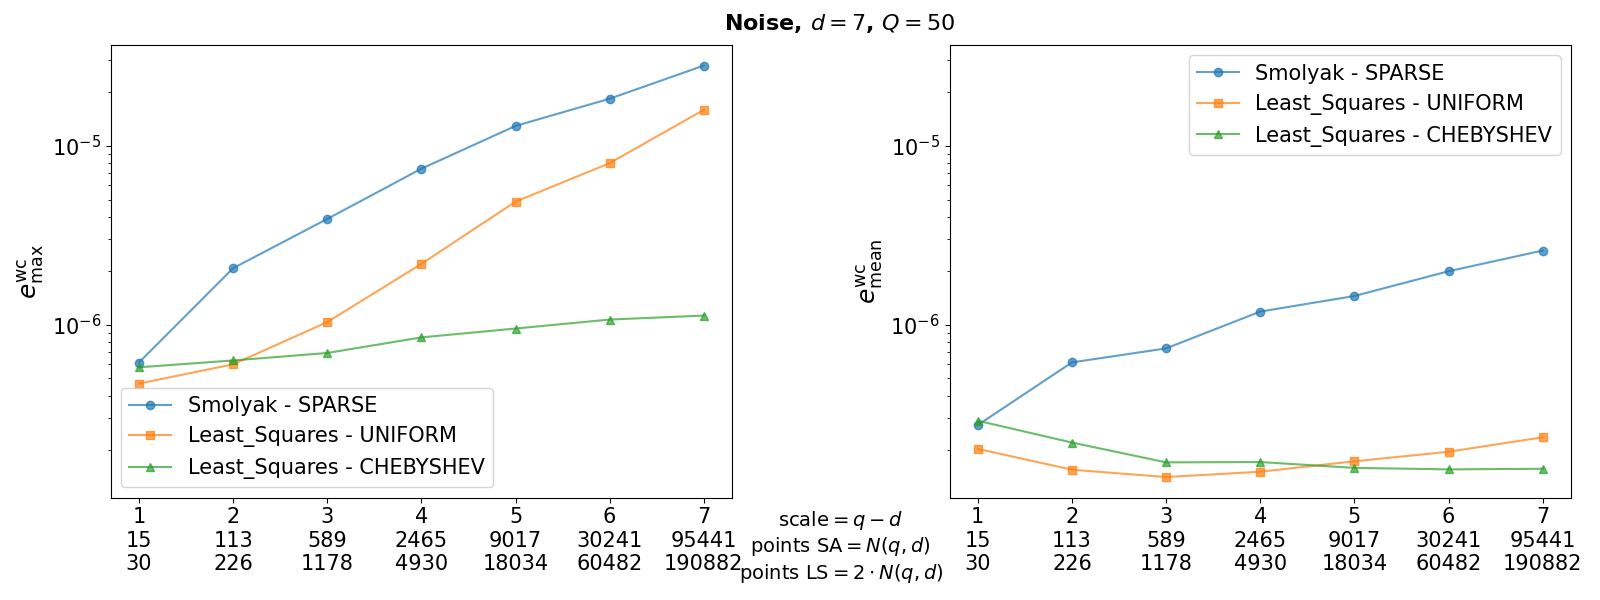 Noise, d = 7, Q = 50
e^wc_max
10^−5
10^−6
Smolyak - SPARSE
Least_Squares - UNIFORM
Least_Squares - CHEBYSHEV
1 2 3 4 5 6 7
15 113 589 2465 9017 30241 95441
30 226 1178 4930 18034 60482 190882
scale = q − d
points SA = N(q, d)
points LS = 2 · N(q, d)
e^wc_mean
10^−5
10^−6
Smolyak - SPARSE
Least_Squares - UNIFORM
Least_Squares - CHEBYSHEV
1 2 3 4 5 6 7
15 113 589 2465 9017 30241 95441
30 226 1178 4930 18034 60482 190882